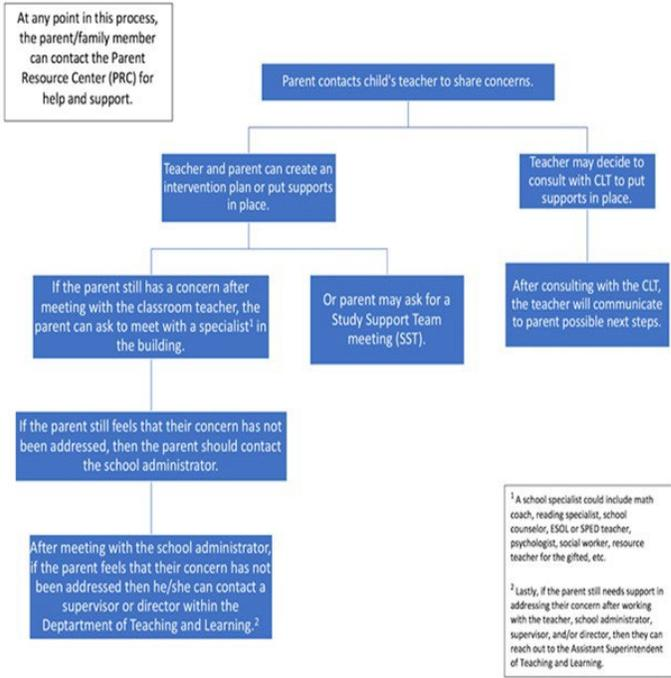 At any point in this process,
the parent/family member
can contact the Parent
Resource Center (PRC) for
help and support.
Parent contacts child's teacher to share concerns.
Teacher and parent can create an
intervention plan or put supports
in place.
Teacher may decide to
consult with CLT to put
supports in place.
If the parent still has a concern after
meeting with the classroom teacher, the
parent can ask to meet with a specialist¹ in
the building.
Or parent may ask for a
Study Support Team
meeting (SST).
After consulting with the CLT,
the teacher will communicate
to parent possible next steps.
If the parent still feels that their concern has not
been addressed, then the parent should contact
the school administrator.
After meeting with the school administrator,
if the parent feels that their concern has not
been addressed then he/she can contact a
supervisor or director within the
Deptartment of Teaching and Learning.²
¹ A school specialist could include math
coach, reading specialist, school
counselor, ESOL or SPED teacher,
psychologist, social worker, resource
teacher for the gifted, etc.
² Lastly, if the parent still needs support in
addressing their concern after working
with the teacher, school administrator,
supervisor, and/or director, then they can
reach out to the Assistant Superintendent
of Teaching and Learning.